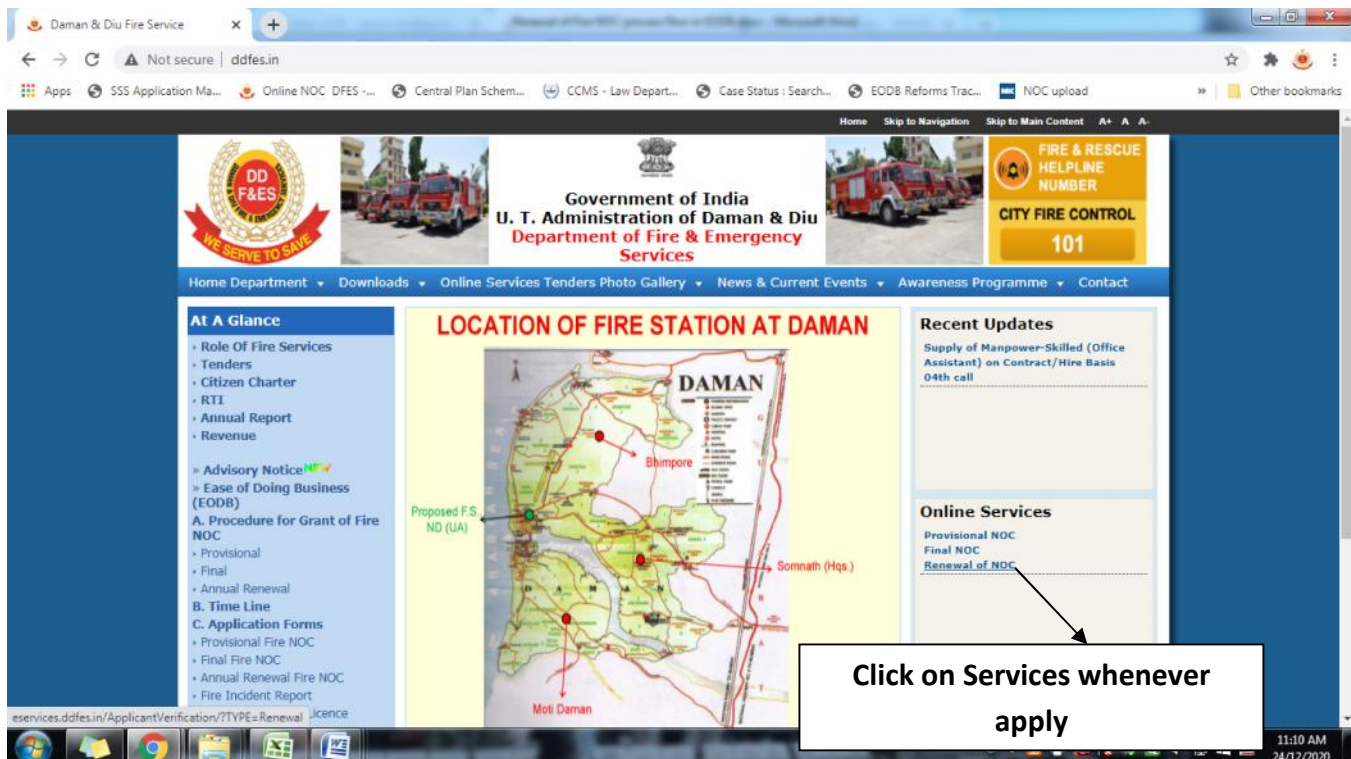 Daman & Diu Fire Service
Not secure | ddfes.in
Apps SSS Application Ma... Online NOC DFES -... Central Plan Schem... CCMS - Law Depart... Case Status : Search... EODB Reforms Trac... NOC upload » Other bookmarks
Home Skip to Navigation Skip to Main Content A+ A A-
DD
F&ES
WE SERVE TO SAVE
Government of India
U. T. Administration of Daman & Diu
Department of Fire & Emergency
Services
FIRE & RESCUE
HELPLINE
NUMBER
CITY FIRE CONTROL
101
Home Department Downloads Online Services Tenders Photo Gallery News & Current Events Awareness Programme Contact
At A Glance
Role Of Fire Services
Tenders
Citizen Charter
RTI
Annual Report
Revenue
» Advisory Notice NEW
» Ease of Doing Business
(EODB)
A. Procedure for Grant of Fire
NOC
Provisional
Final
Annual Renewal
B. Time Line
C. Application Forms
Provisional Fire NOC
Final Fire NOC
Annual Renewal Fire NOC
Fire Incident Report
Licence
eservices.ddfes.in/ApplicantVerification/?TYPE=Renewal
LOCATION OF FIRE STATION AT DAMAN
DAMAN
Bhimpore
Proposed F.S.
ND (UA)
Somnath (Hqs.)
D A M A N
Moti Daman
Recent Updates
Supply of Manpower-Skilled (Office
Assistant) on Contract/Hire Basis
04th call
Online Services
Provisional NOC
Final NOC
Renewal of NOC
Click on Services whenever
apply
11:10 AM
24/12/2020